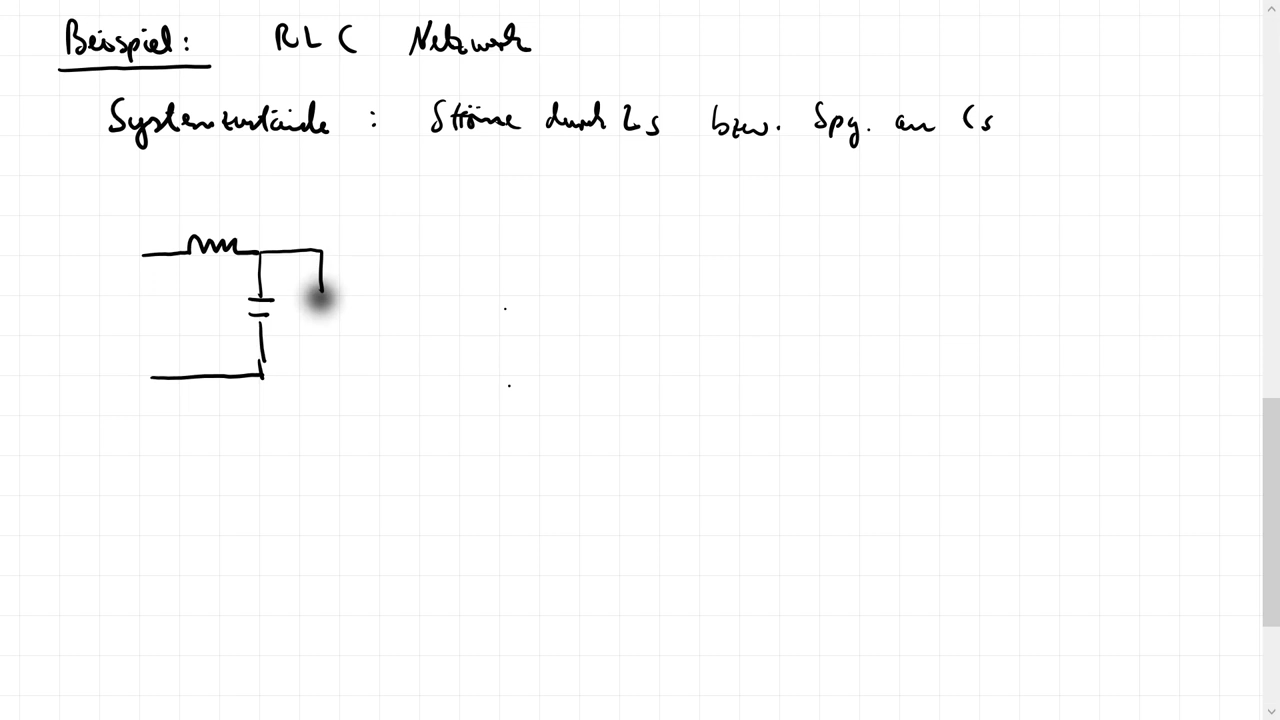 Beispiel: RLC Netzwerk
Systemzustände : Ströme durch Ls bzw. Spg. an Cs